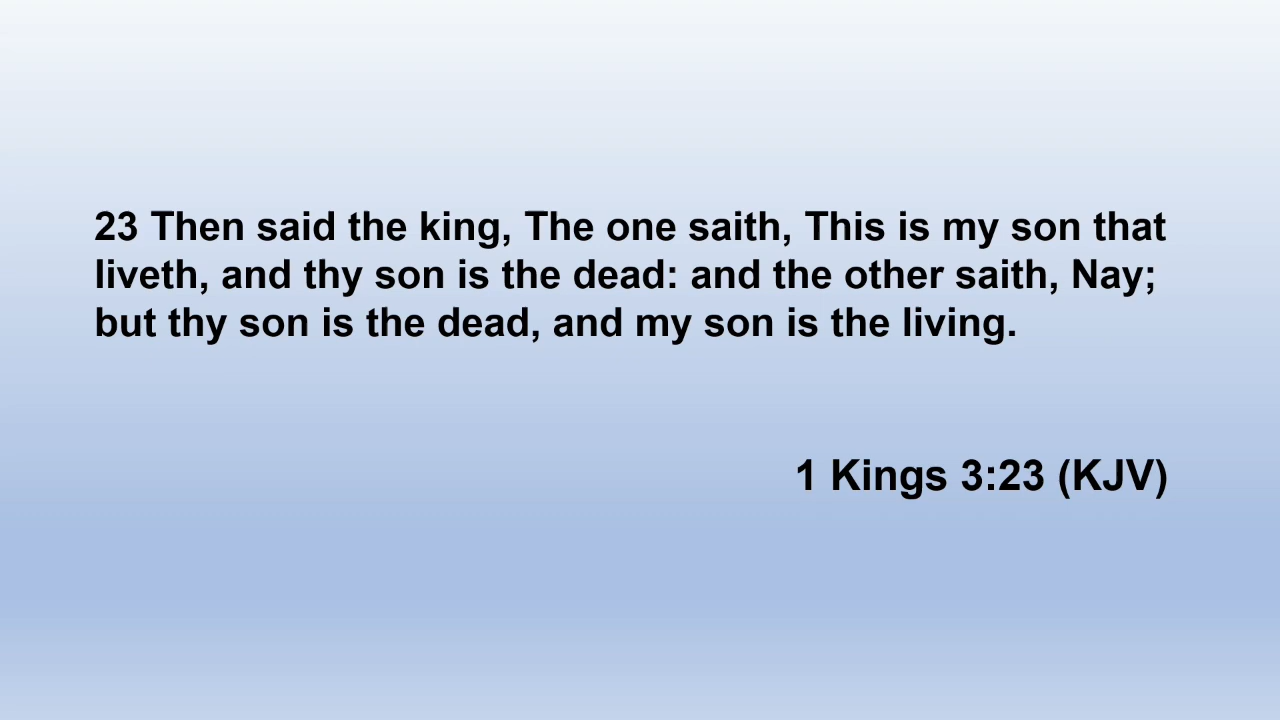 23 Then said the king, The one saith, This is my son that
liveth, and thy son is the dead: and the other saith, Nay;
but thy son is the dead, and my son is the living.
1 Kings 3:23 (KJV)